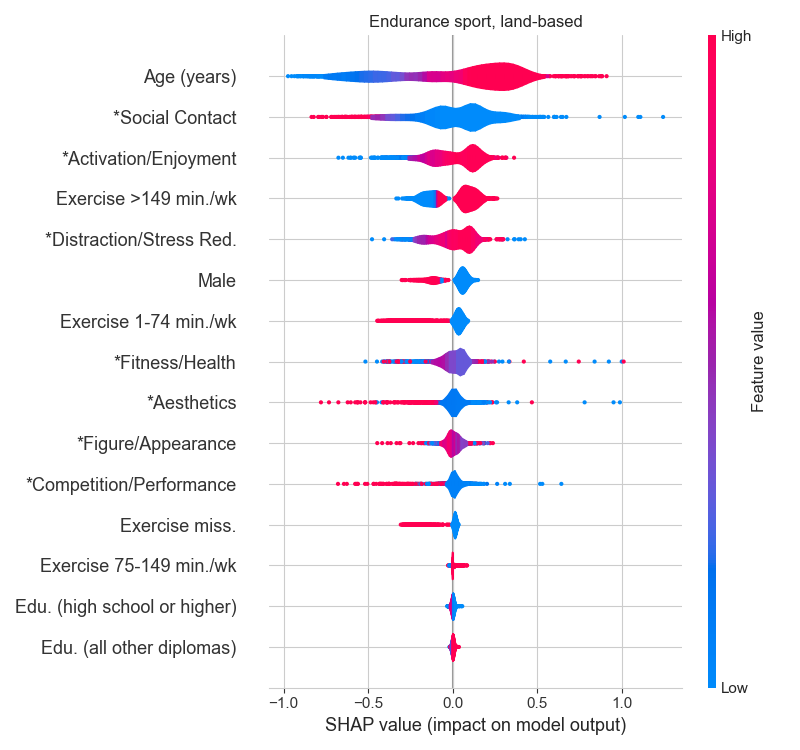 Endurance sport, land-based
High
Age (years)
*Social Contact
*Activation/Enjoyment
Exercise >149 min./wk
*Distraction/Stress Red.
Male
Exercise 1-74 min./wk
*Fitness/Health
*Aesthetics
*Figure/Appearance
*Competition/Performance
Exercise miss.
Exercise 75-149 min./wk
Edu. (high school or higher)
Edu. (all other diplomas)
Feature value
Low
−1.0 −0.5 0.0 0.5 1.0
SHAP value (impact on model output)